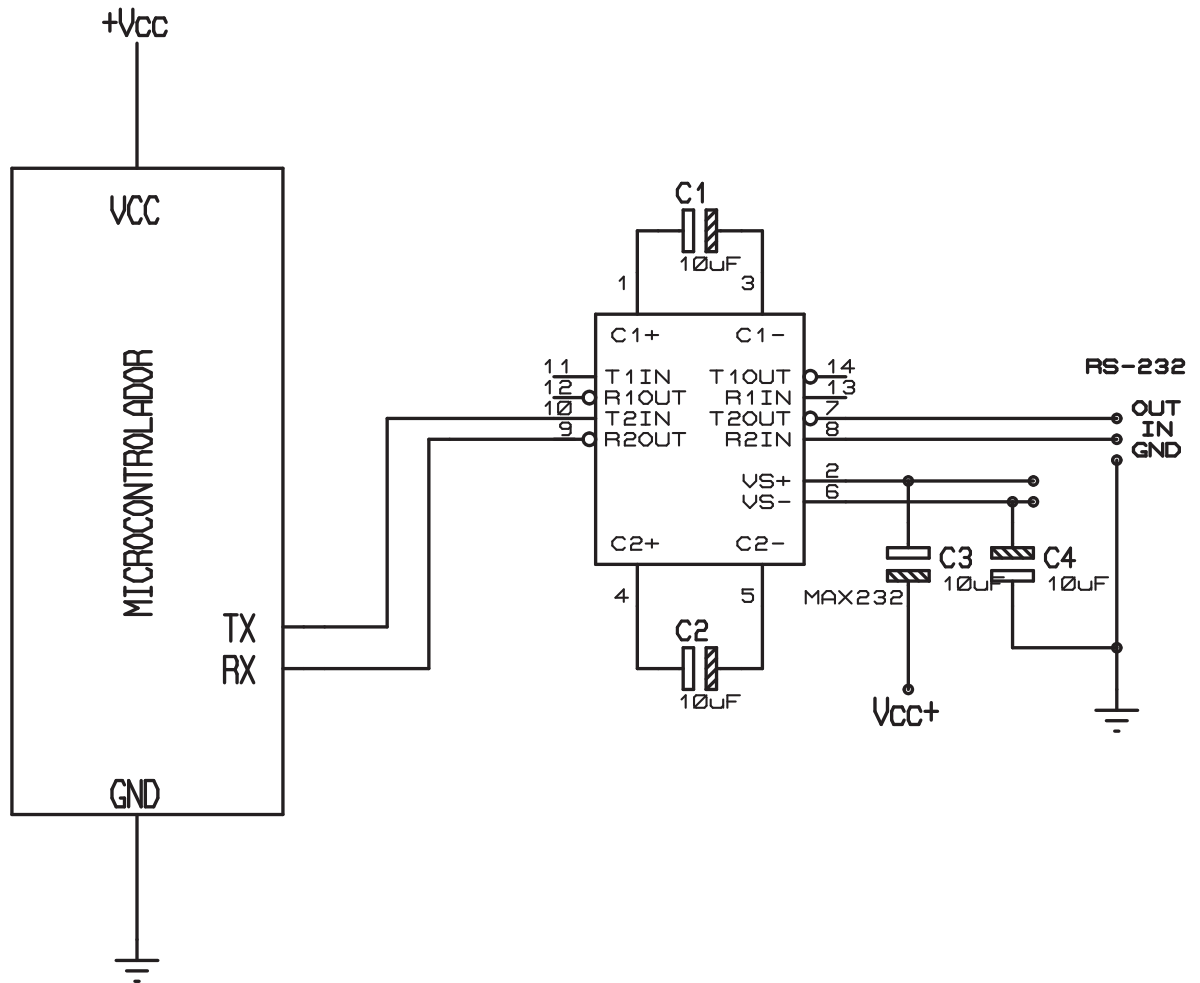 +Vcc
VCC
MICROCONTROLADOR
TX
RX
GND
C1
10uF
1
3
C1+
C1-
11
T1IN
T1OUT
14
12
R1OUT
R1IN
13
10
T2IN
T2OUT
7
9
R2OUT
R2IN
8
VS+
2
VS-
6
C2+
C2-
4
5
MAX232
C2
10uF
C3
10uF
C4
10uF
Vcc+
RS-232
OUT
IN
GND